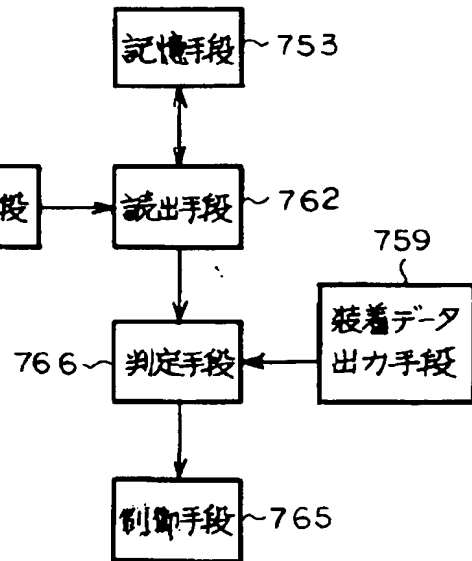 記憶手段
753
段
読出手段
762
759
装着データ
出力手段
766
判定手段
制御手段
765